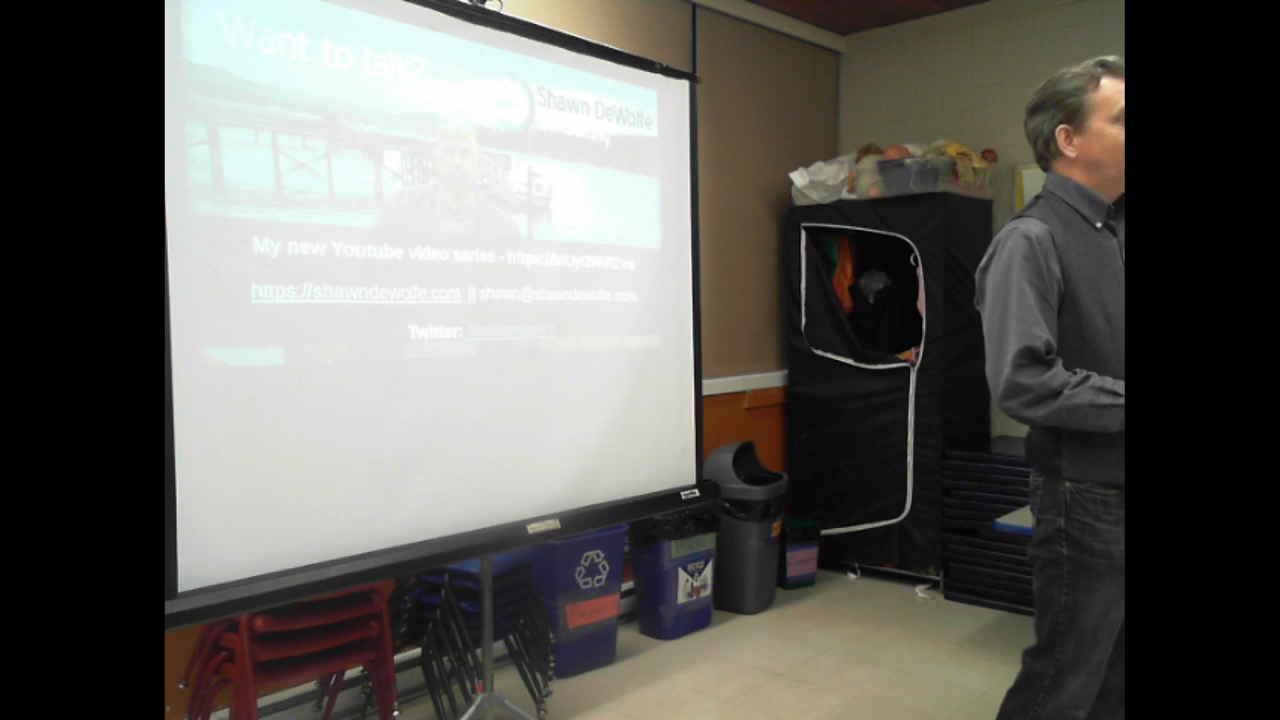 Want to talk?
Shawn DeWolfe
My new Youtube video series - https://bit.ly/
https://shawndewolfe.com || shawn@shawndewolfe.com
Twitter: